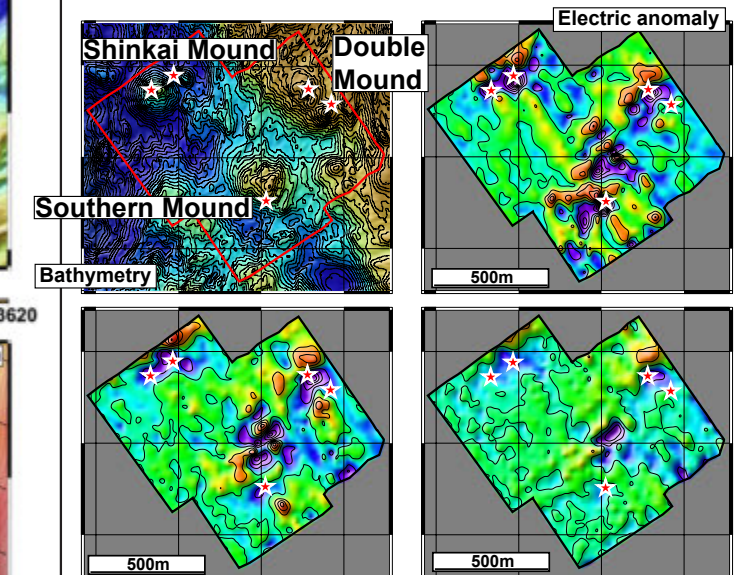 Electric anomaly
Shinkai Mound
Double
Mound
Southern Mound
Bathymetry
500m
3620
500m
500m